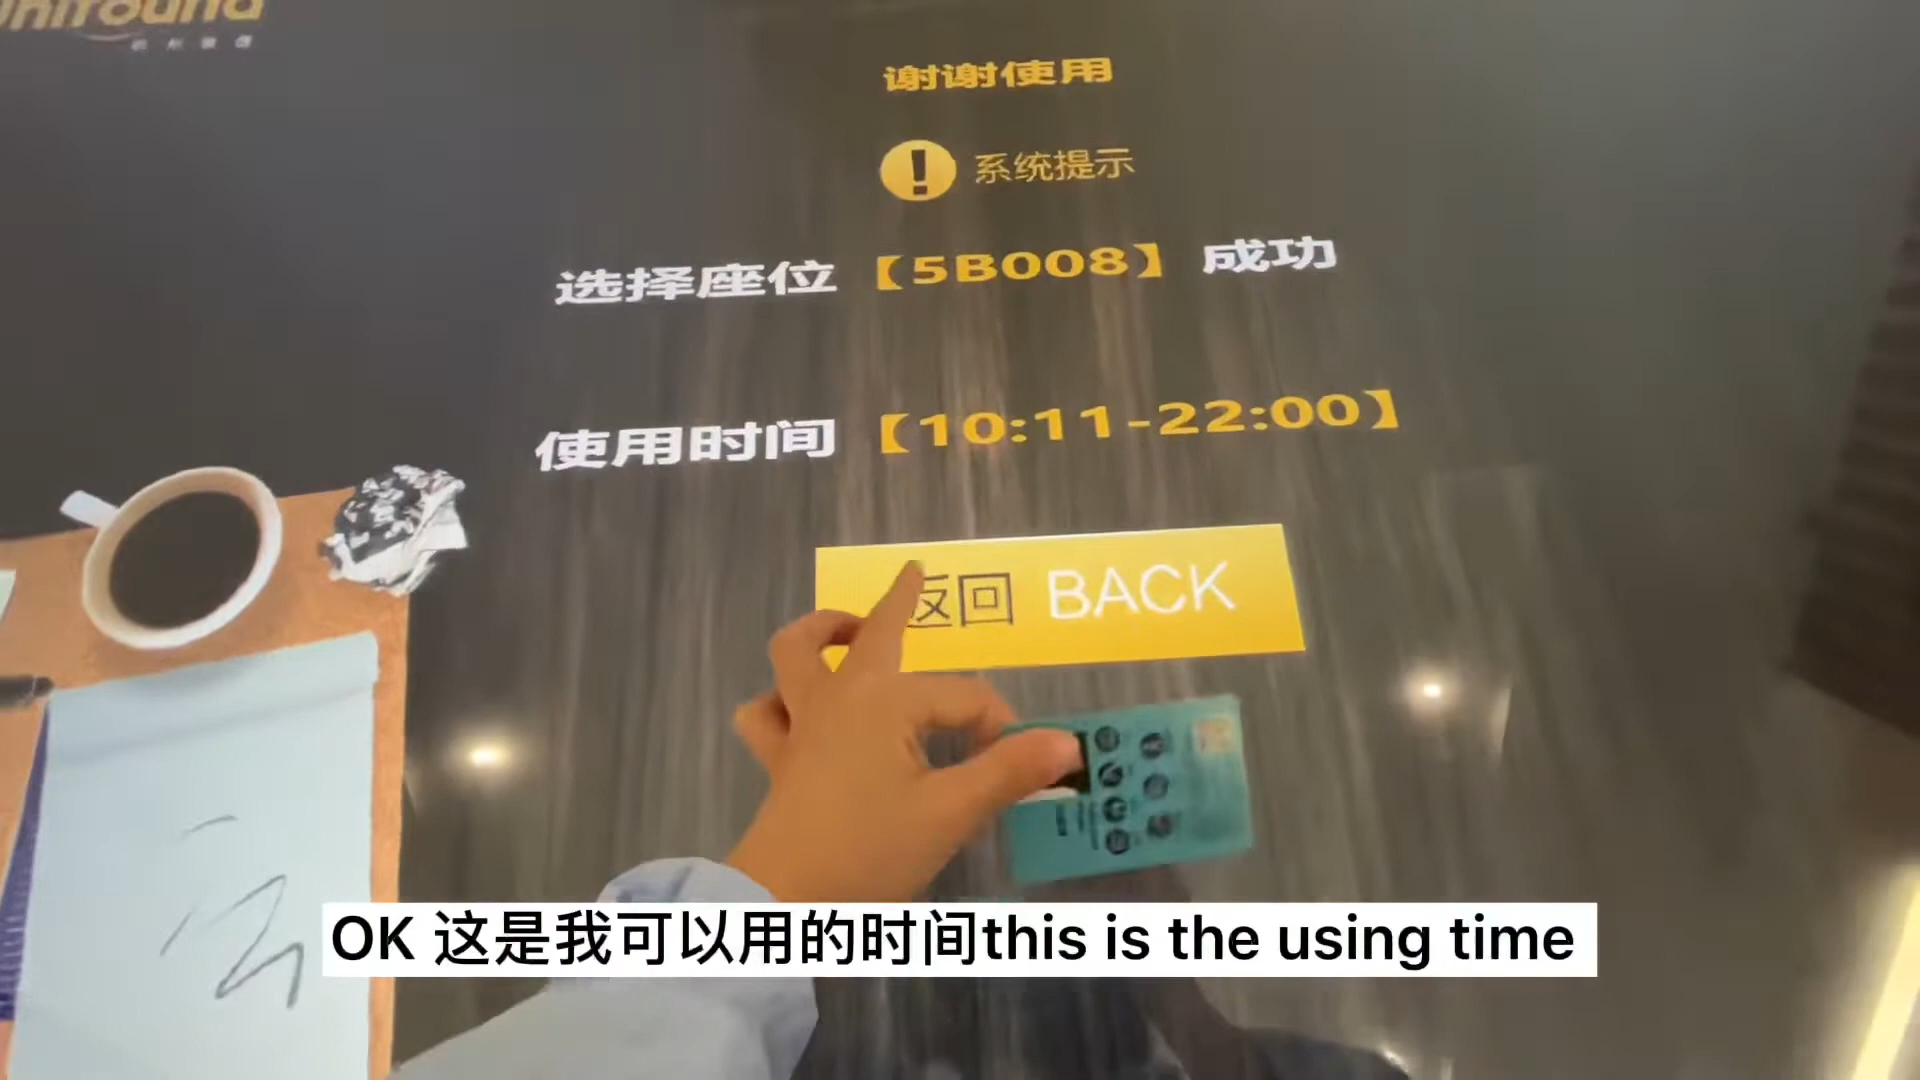 unifound
谢谢使用
! 系统提示
选择座位【5B008】成功
使用时间【10:11-22:00】
返回 BACK
OK 这是我可以用的时间this is the using time